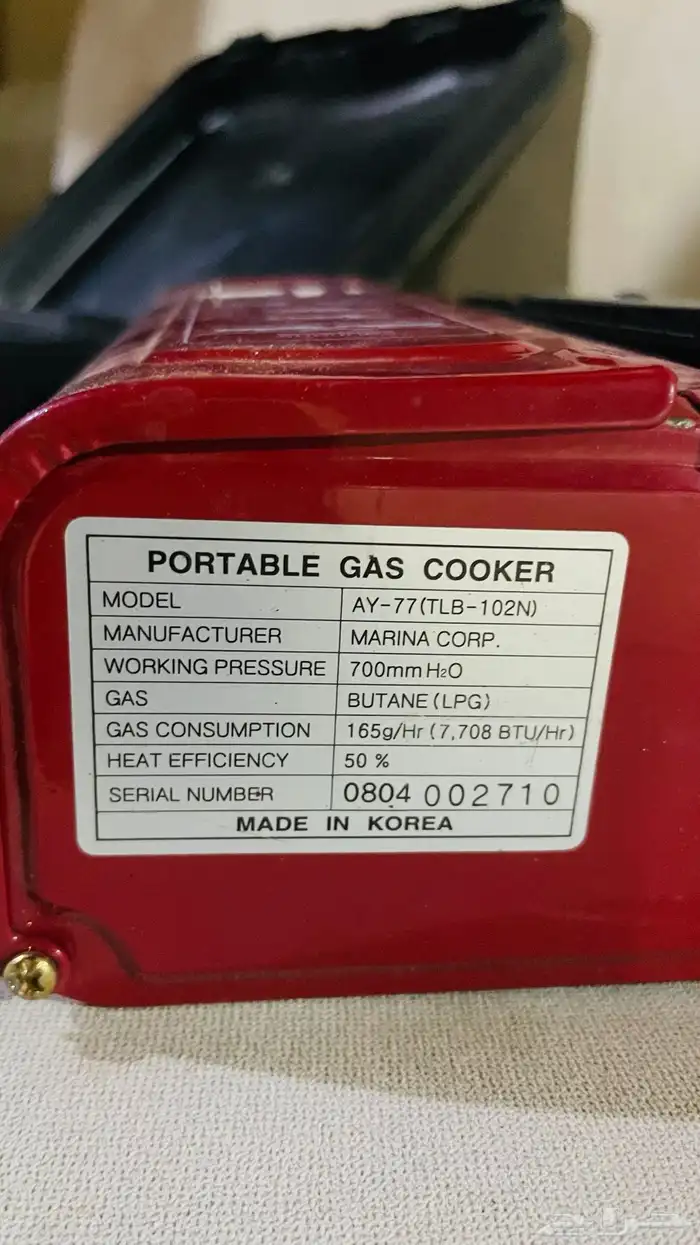 PORTABLE GAS COOKER
MODEL AY-77(TLB-102N)
MANUFACTURER MARINA CORP.
WORKING PRESSURE 700mm H₂O
GAS BUTANE (LPG)
GAS CONSUMPTION 165g/Hr (7,708 BTU/Hr)
HEAT EFFICIENCY 50 %
SERIAL NUMBER 0804 002710
MADE IN KOREA
حراج